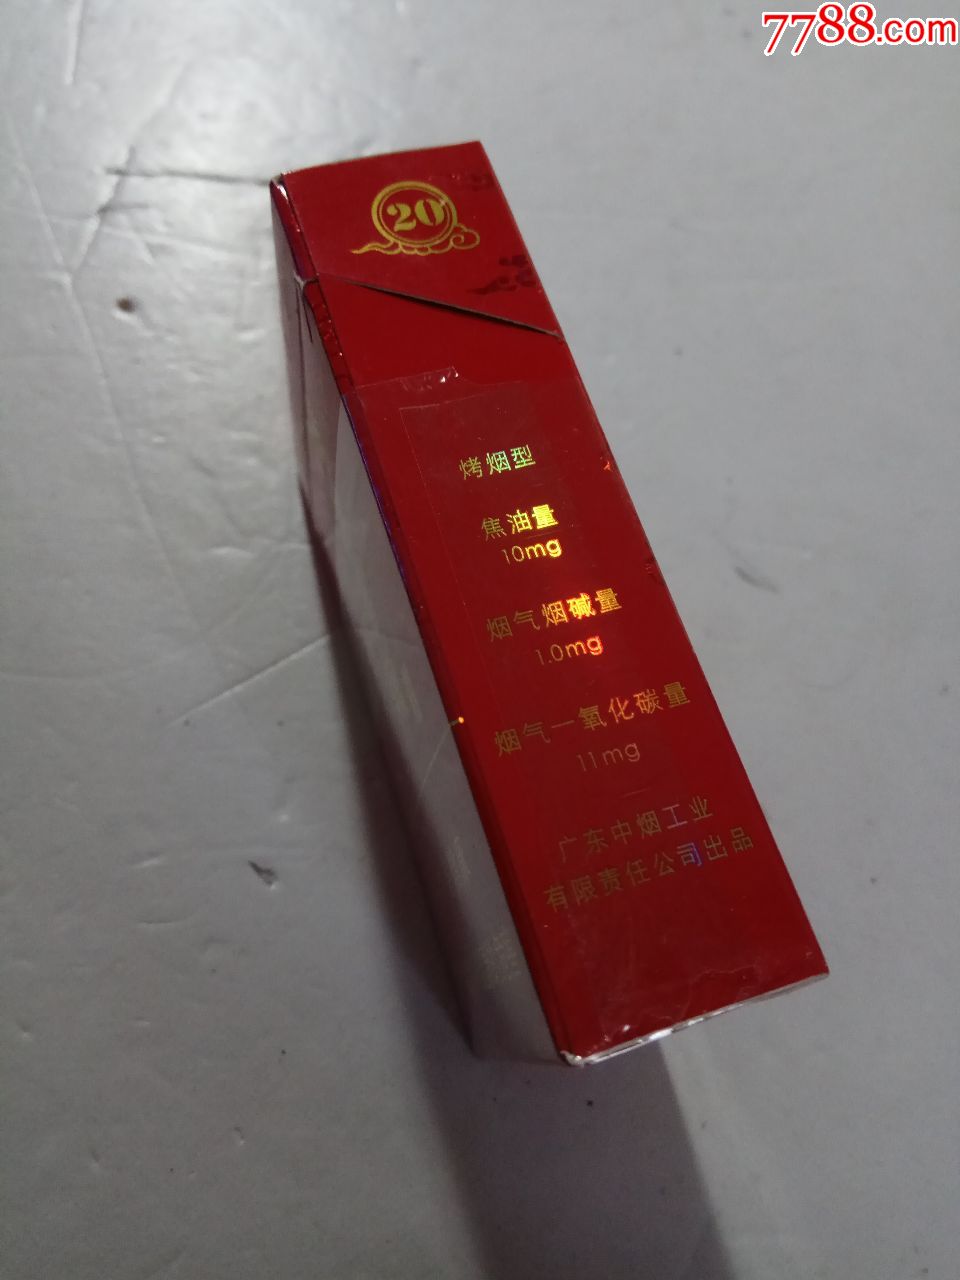 7788.com
20
烤烟型
焦油量
10mg
烟气烟碱量
1.0mg
烟气一氧化碳量
11mg
广东中烟工业
有限责任公司出品